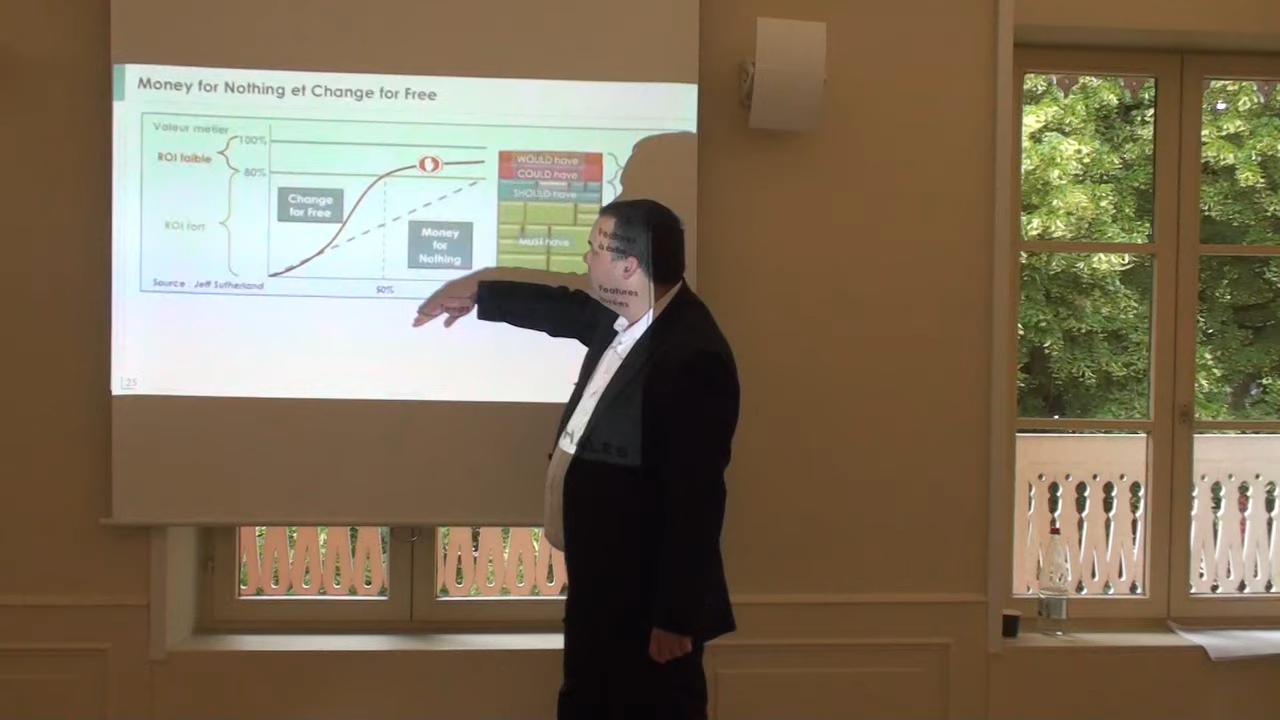 Money for Nothing et Change for Free
Valeur métier
100%
ROI faible
80%
ROI fort
Change
for Free
Money
for
Nothing
WOULD have
COULD have
SHOULD have
MUST have
Features
Features
Source : Jeff Sutherland
50%
25